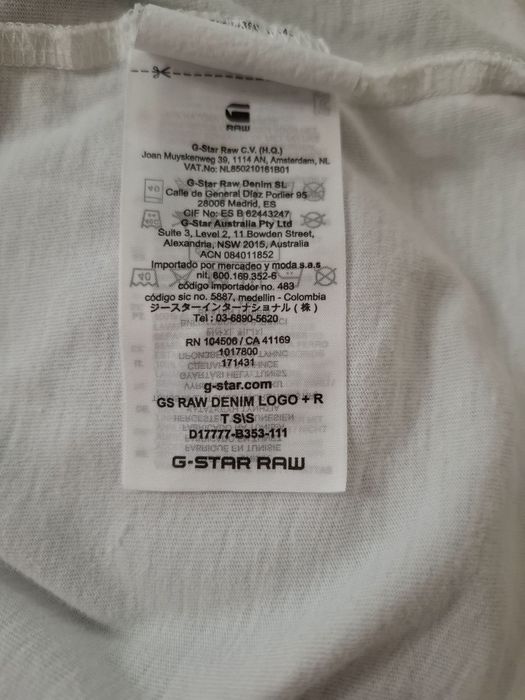 RAW
G-Star Raw C.V. (H.Q.)
Joan Muyskenweg 39, 1114 AN, Amsterdam, NL
VAT.No: NL850210161B01
G-Star Raw Denim SL
Calle de General Díaz Porlier 95
28006 Madrid, ES
CIF No: ES B 62443247
G-Star Australia Pty Ltd
Suite 3, Level 2, 11 Bowden Street,
Alexandria, NSW 2015, Australia
ACN 084011852
Importado por mercadeo y moda s.a.s
nit. 800.169.352-6
código importador no. 483
código sic no. 5887, medellin - Colombia
ジースターインターナショナル(株)
Tel : 03-6890-5620
RN 104506 / CA 41169
1017800
171431
g-star.com
GS RAW DENIM LOGO + R
T S\S
D17777-B353-111
G-STAR RAW